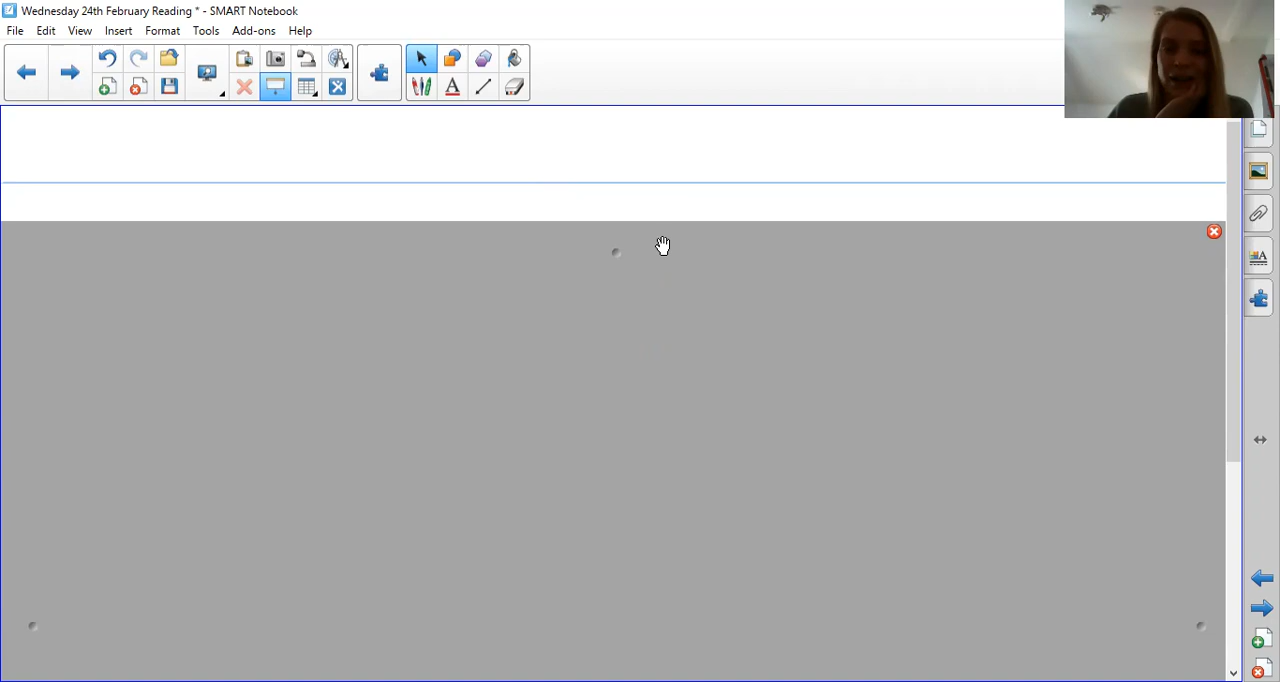 Wednesday 24th February Reading * - SMART Notebook
File Edit View Insert Format Tools Add-ons Help